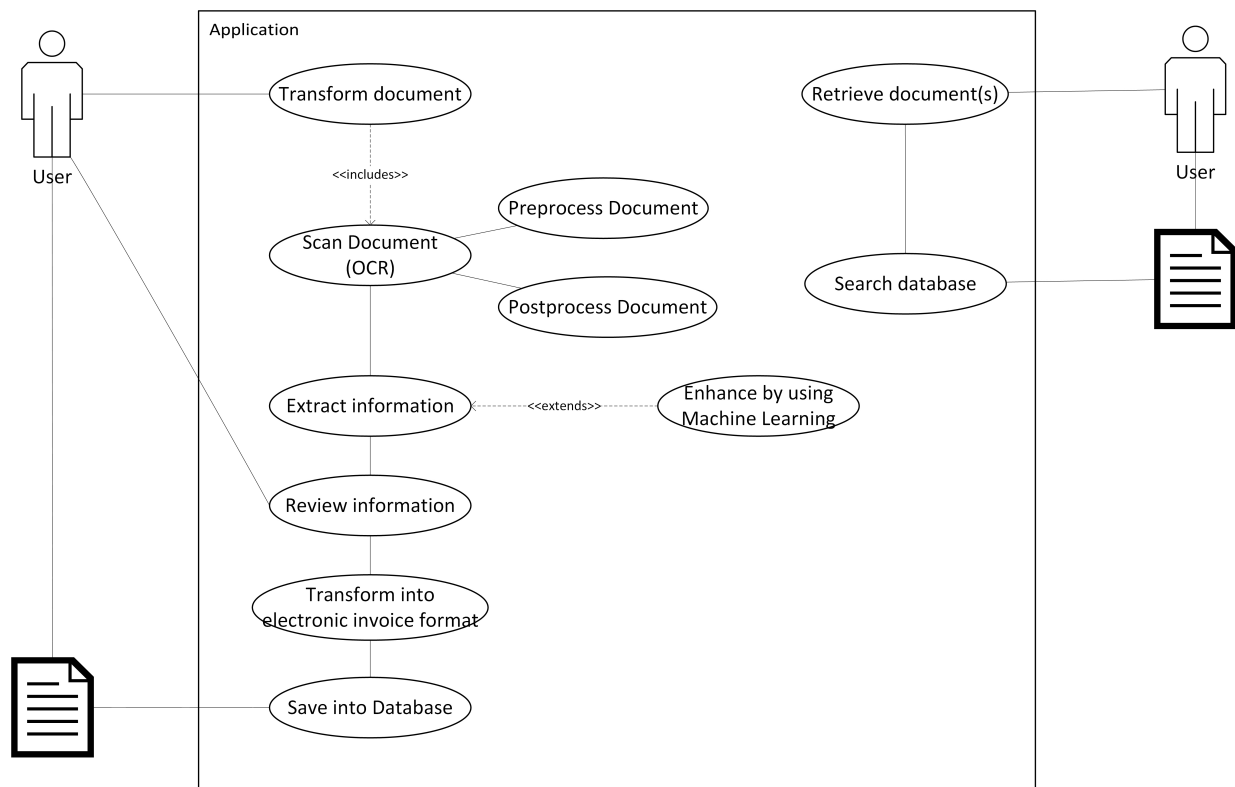 Application
Transform document
Retrieve document(s)
User
User
<<includes>>
Preprocess Document
Scan Document
(OCR)
Postprocess Document
Search database
Extract information
<<extends>>
Enhance by using
Machine Learning
Review information
Transform into
electronic invoice format
Save into Database